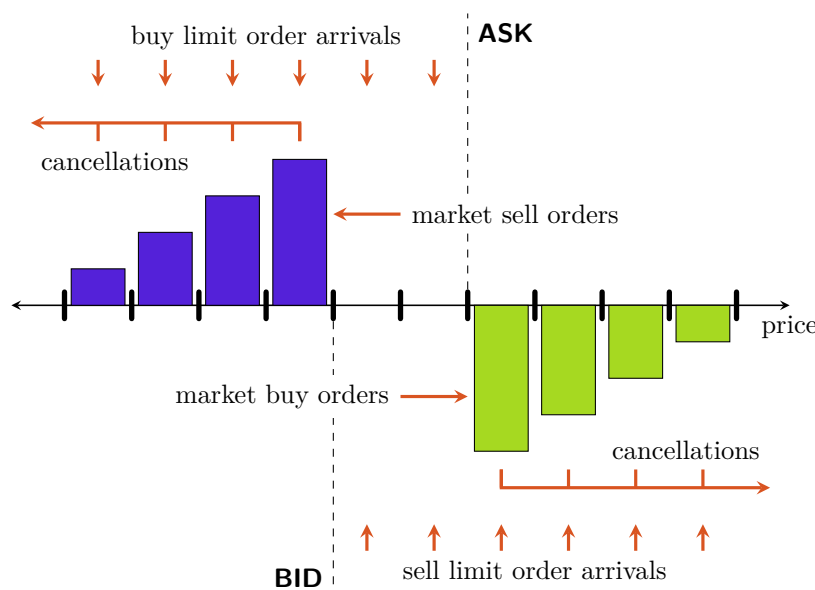 ASK
buy limit order arrivals
cancellations
market sell orders
price
market buy orders
cancellations
sell limit order arrivals
BID